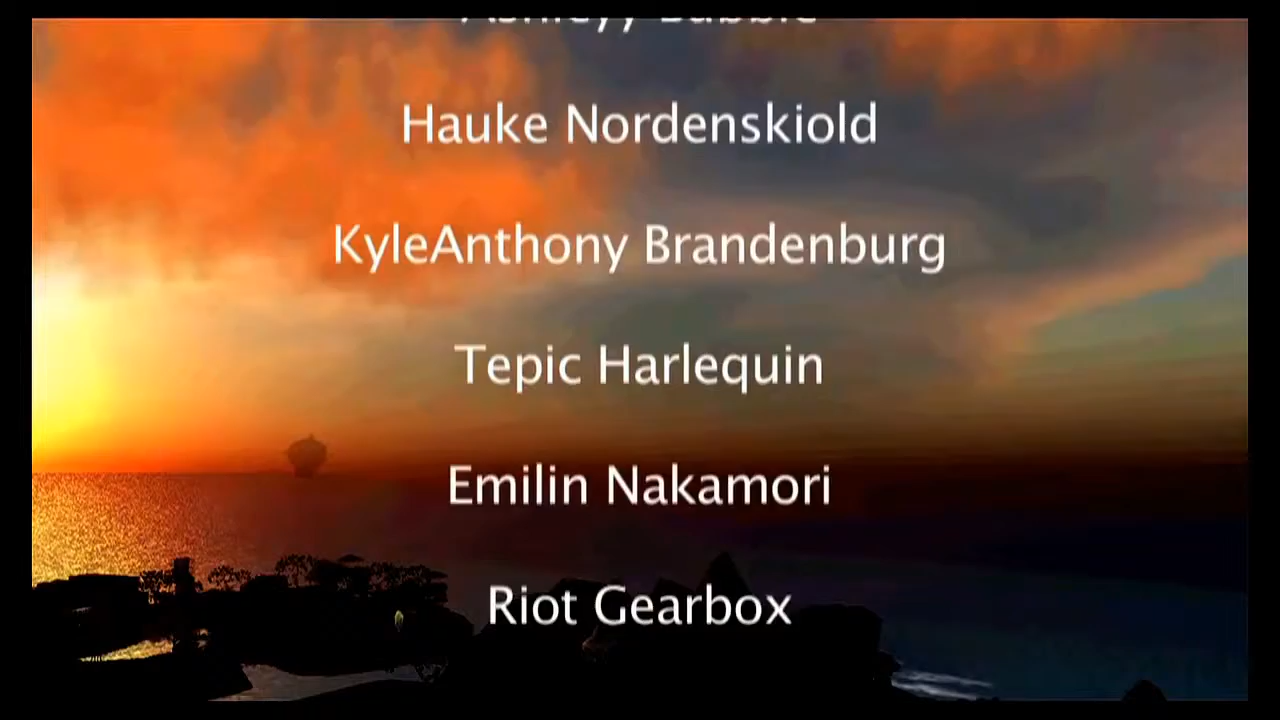 Hauke Nordenskiold
KyleAnthony Brandenburg
Tepic Harlequin
Emilin Nakamori
Riot Gearbox